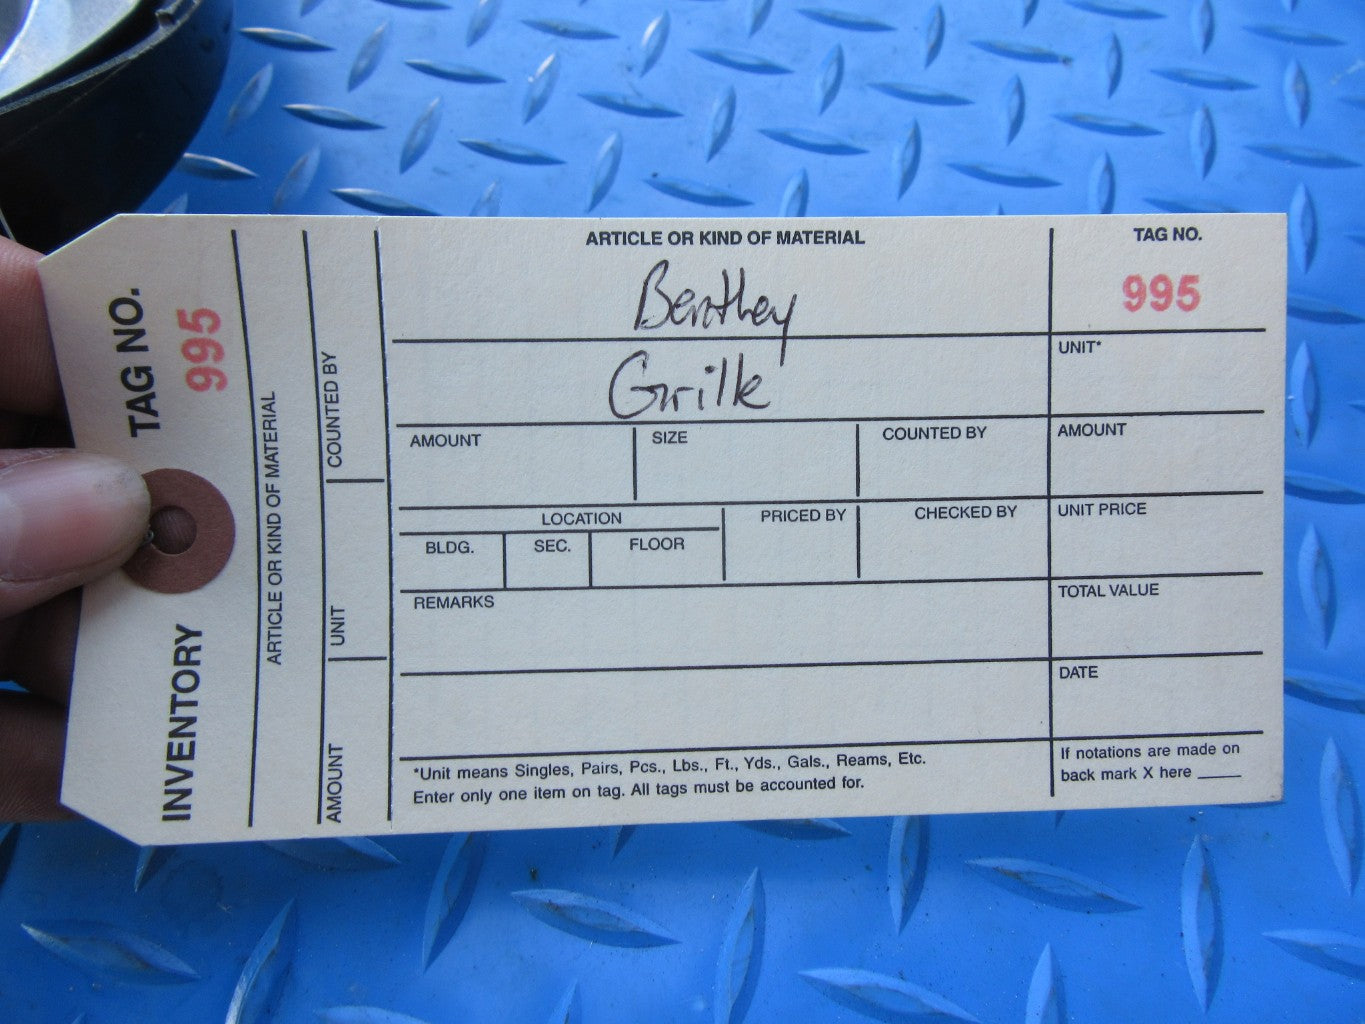 TAG NO.
995
INVENTORY
ARTICLE OR KIND OF MATERIAL
COUNTED BY
UNIT
AMOUNT
ARTICLE OR KIND OF MATERIAL
Bentley
Grille
TAG NO.
995
UNIT*
AMOUNT
SIZE
COUNTED BY
AMOUNT
LOCATION
BLDG.
SEC.
FLOOR
PRICED BY
CHECKED BY
UNIT PRICE
REMARKS
TOTAL VALUE
DATE
*Unit means Singles, Pairs, Pcs., Lbs., Ft., Yds., Gals., Reams, Etc.
Enter only one item on tag. All tags must be accounted for.
If notations are made on
back mark X here ____